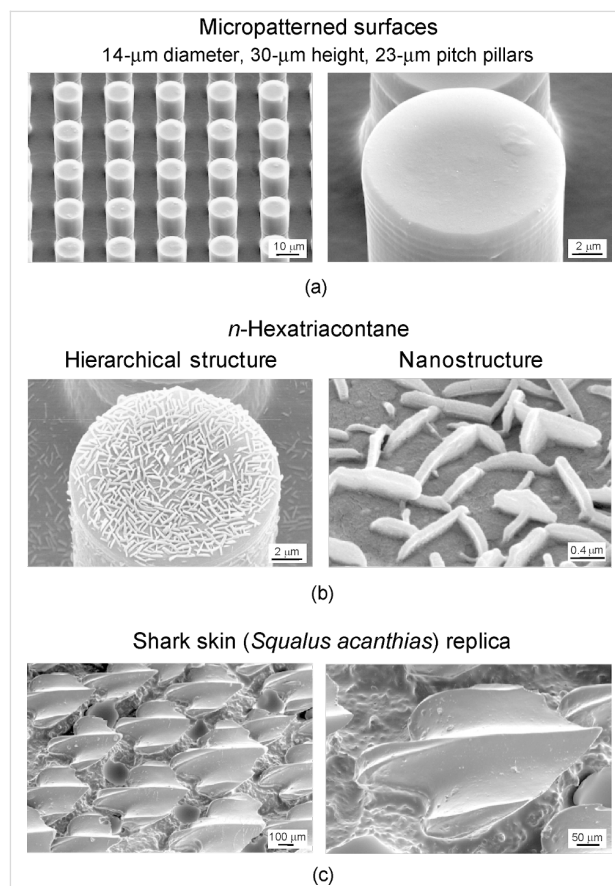 Micropatterned surfaces
14-μm diameter, 30-μm height, 23-μm pitch pillars
10 μm
2 μm
(a)
n-Hexatriacontane
Hierarchical structure
Nanostructure
2 μm
0.4 μm
(b)
Shark skin (Squalus acanthias) replica
100 μm
50 μm
(c)